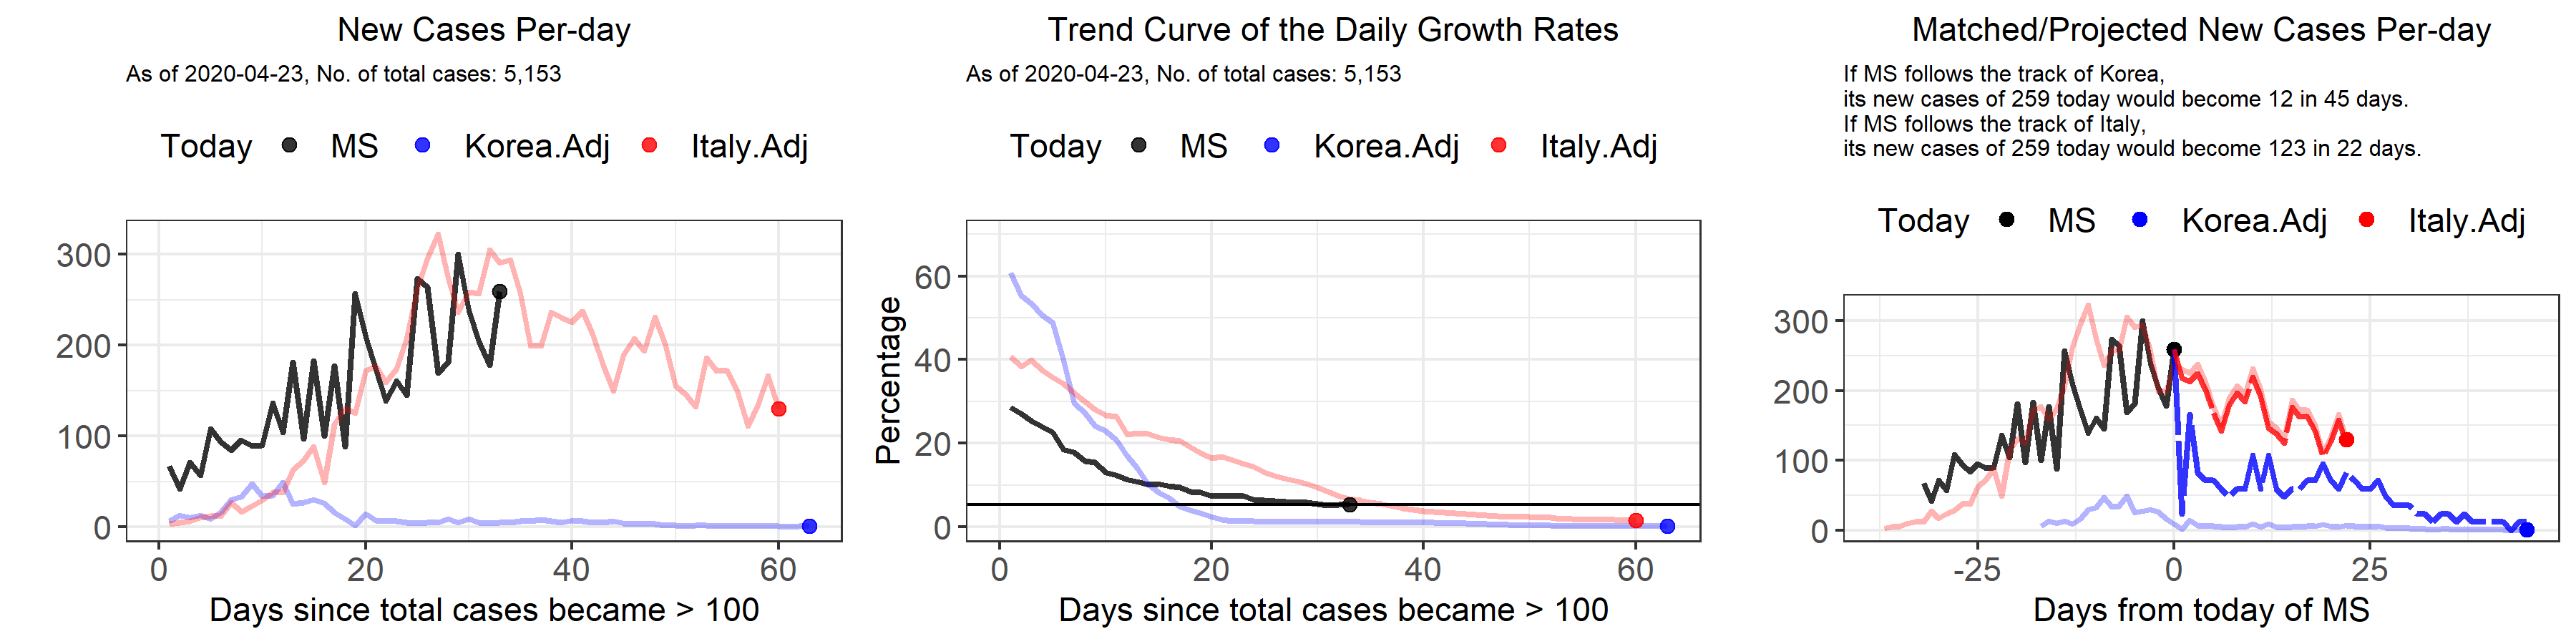 New Cases Per-day
As of 2020-04-23, No. of total cases: 5,153
Today MS Korea.Adj Italy.Adj
300
200
100
0
0 20 40 60
Days since total cases became > 100
Trend Curve of the Daily Growth Rates
As of 2020-04-23, No. of total cases: 5,153
Today MS Korea.Adj Italy.Adj
Percentage
60
40
20
0
0 20 40 60
Days since total cases became > 100
Matched/Projected New Cases Per-day
If MS follows the track of Korea,
its new cases of 259 today would become 12 in 45 days.
If MS follows the track of Italy,
its new cases of 259 today would become 123 in 22 days.
Today MS Korea.Adj Italy.Adj
300
200
100
0
-25 0 25
Days from today of MS